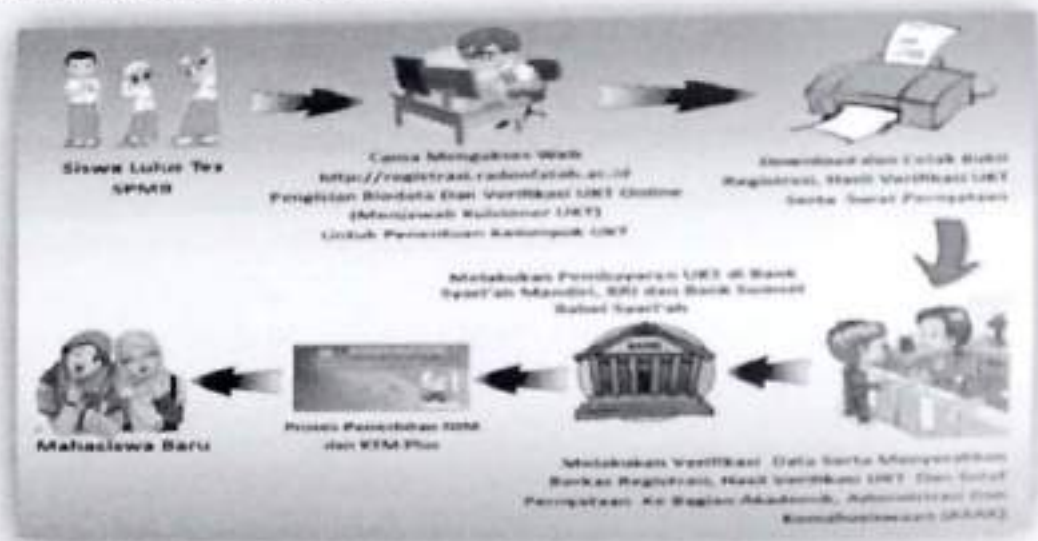 Siswa Lulus Tes
SPMB
Cama Mengakses Web
http://registrasi.radenfatah.ac.id
Pengisian Biodata Dan Verifikasi UKT Online
(Menjawab Kuisioner UKT)
Untuk Penentuan Kelompok UKT
Download dan Cetak Bukti
Registrasi, Hasil Verifikasi UKT
Serta Surat Pernyataan
Melakukan Verifikasi Data Serta Menyerahkan
Berkas Registrasi, Hasil Verifikasi UKT Dan Surat
Pernyataan Ke Bagian Akademik, Administrasi Dan
Kemahasiswaan (AAAK)
Melakukan Pembayaran UKT di Bank
Syari'ah Mandiri, BRI dan Bank Sumsel
Babel Syari'ah
BANK
Proses Penerbitan NIM
dan KTM Plus
Mahasiswa Baru